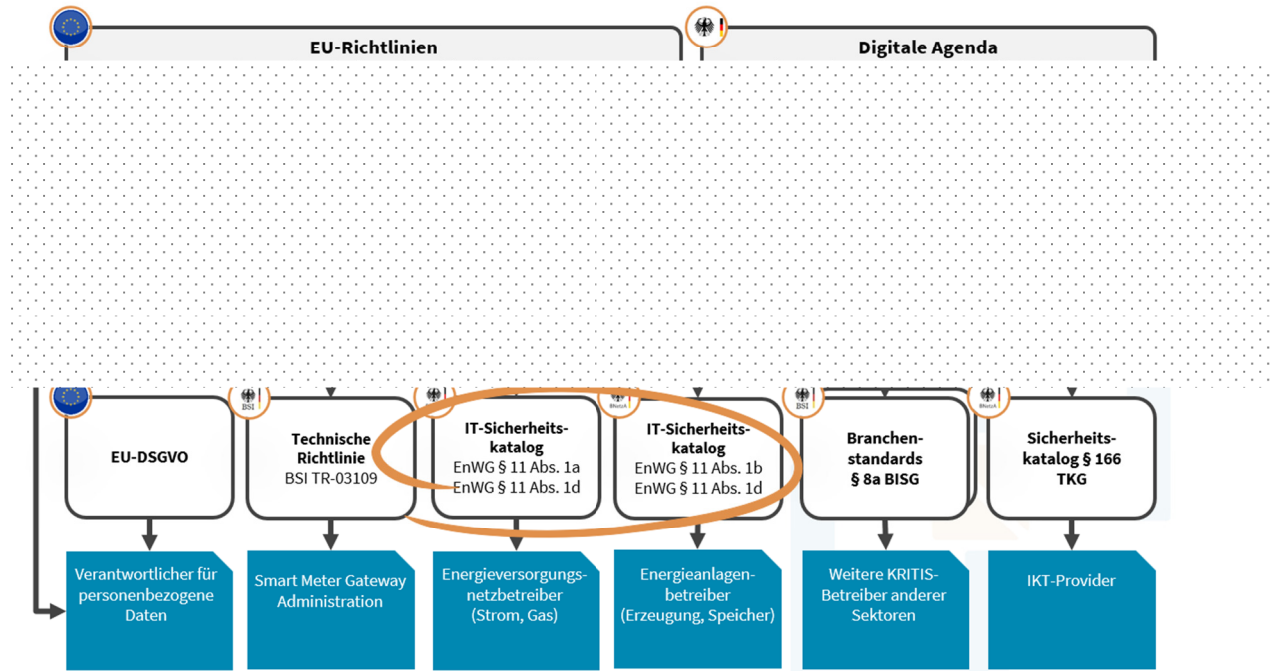 EU-Richtlinien
Digitale Agenda
EU-DSGVO
BSI
Technische
Richtlinie
BSI TR-03109
IT-Sicherheits-
katalog
EnWG § 11 Abs. 1a
EnWG § 11 Abs. 1d
BNetzA
IT-Sicherheits-
katalog
EnWG § 11 Abs. 1b
EnWG § 11 Abs. 1d
BSI
Branchen-
standards
§ 8a BISG
BNetzA
Sicherheits-
katalog § 166
TKG
Verantwortlicher für
personenbezogene
Daten
Smart Meter Gateway
Administration
Energieversorgungs-
netzbetreiber
(Strom, Gas)
Energieanlagen-
betreiber
(Erzeugung, Speicher)
Weitere KRITIS-
Betreiber anderer
Sektoren
IKT-Provider